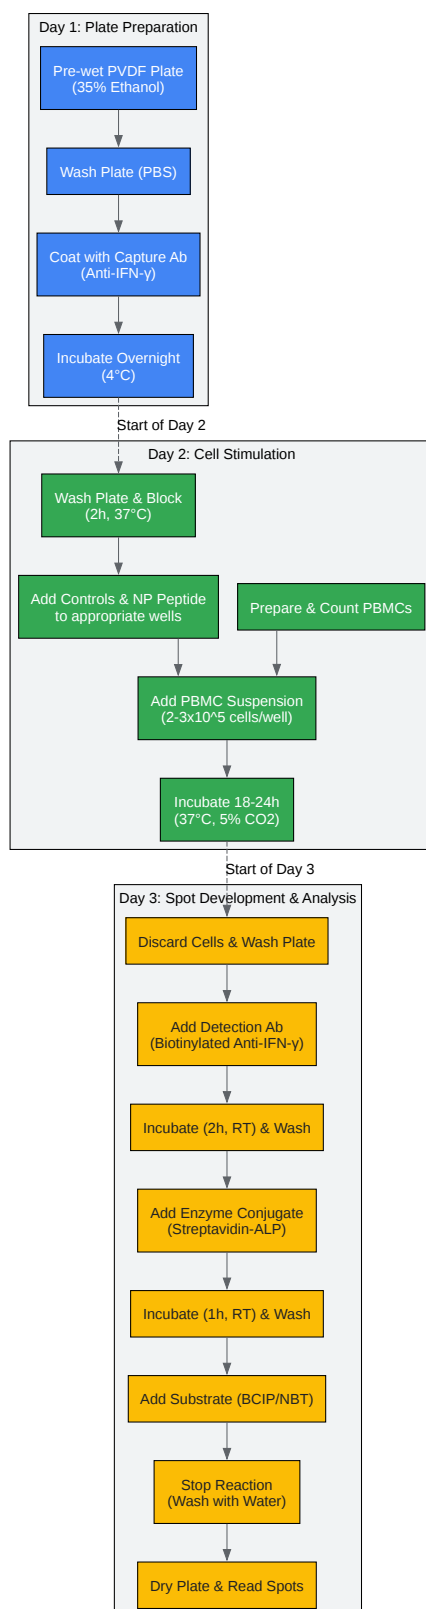 Day 1: Plate Preparation
Pre-wet PVDF Plate
(35% Ethanol)
Wash Plate (PBS)
Coat with Capture Ab
(Anti-IFN-γ)
Incubate Overnight
(4°C)
Start of Day 2
Day 2: Cell Stimulation
Wash Plate & Block
(2h, 37°C)
Add Controls & NP Peptide
to appropriate wells
Prepare & Count PBMCs
Add PBMC Suspension
(2-3x10^5 cells/well)
Incubate 18-24h
(37°C, 5% CO2)
Start of Day 3
Day 3: Spot Development & Analysis
Discard Cells & Wash Plate
Add Detection Ab
(Biotinylated Anti-IFN-γ)
Incubate (2h, RT) & Wash
Add Enzyme Conjugate
(Streptavidin-ALP)
Incubate (1h, RT) & Wash
Add Substrate (BCIP/NBT)
Stop Reaction
(Wash with Water)
Dry Plate & Read Spots